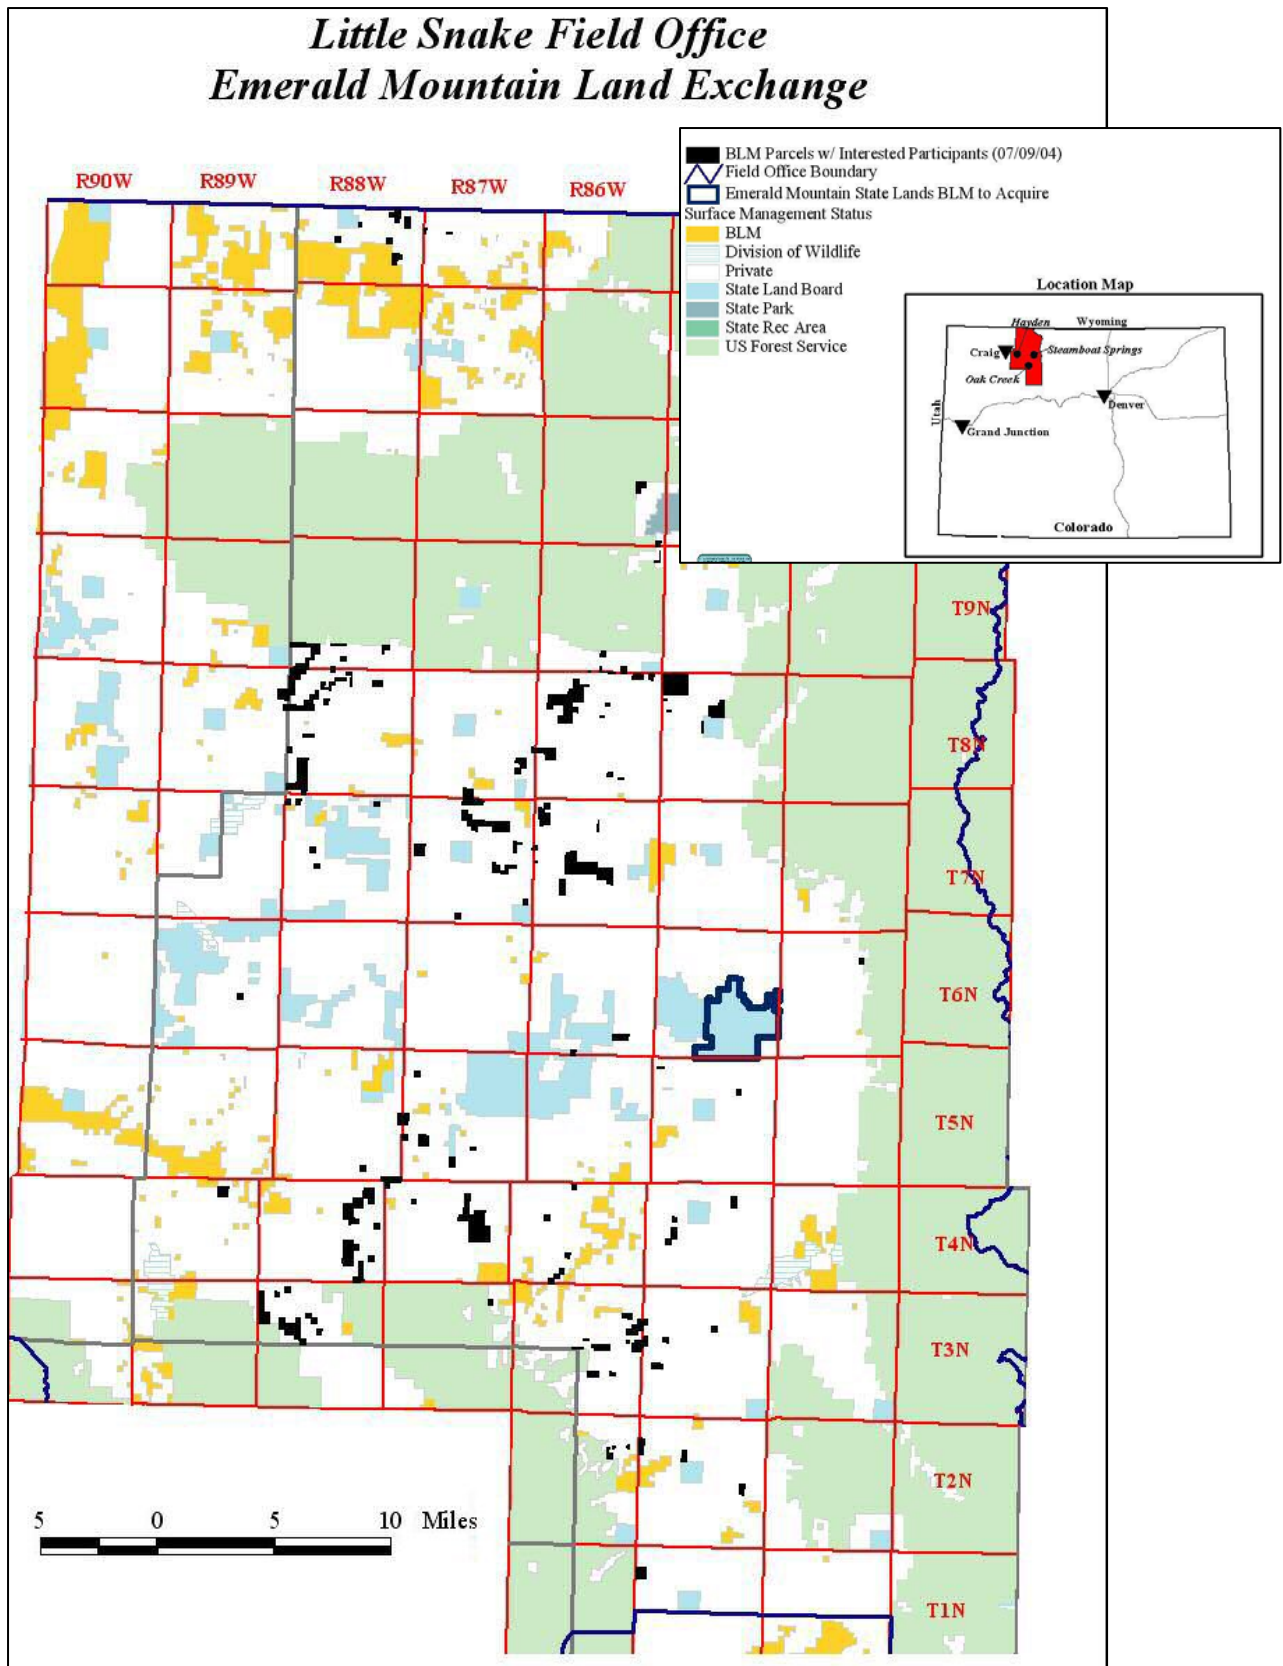 Little Snake Field Office
Emerald Mountain Land Exchange
R90W R89W R88W R87W R86W
BLM Parcels w/ Interested Participants (07/09/04)
Field Office Boundary
Emerald Mountain State Lands BLM to Acquire
Surface Management Status
BLM
Division of Wildlife
Private
State Land Board
State Park
State Rec Area
US Forest Service
Location Map
Hayden Wyoming
Craig Steamboat Springs
Oak Creek
Utah
Denver
Grand Junction
Colorado
T9N
T8N
T7N
T6N
T5N
T4N
T3N
T2N
T1N
5 0 5 10 Miles